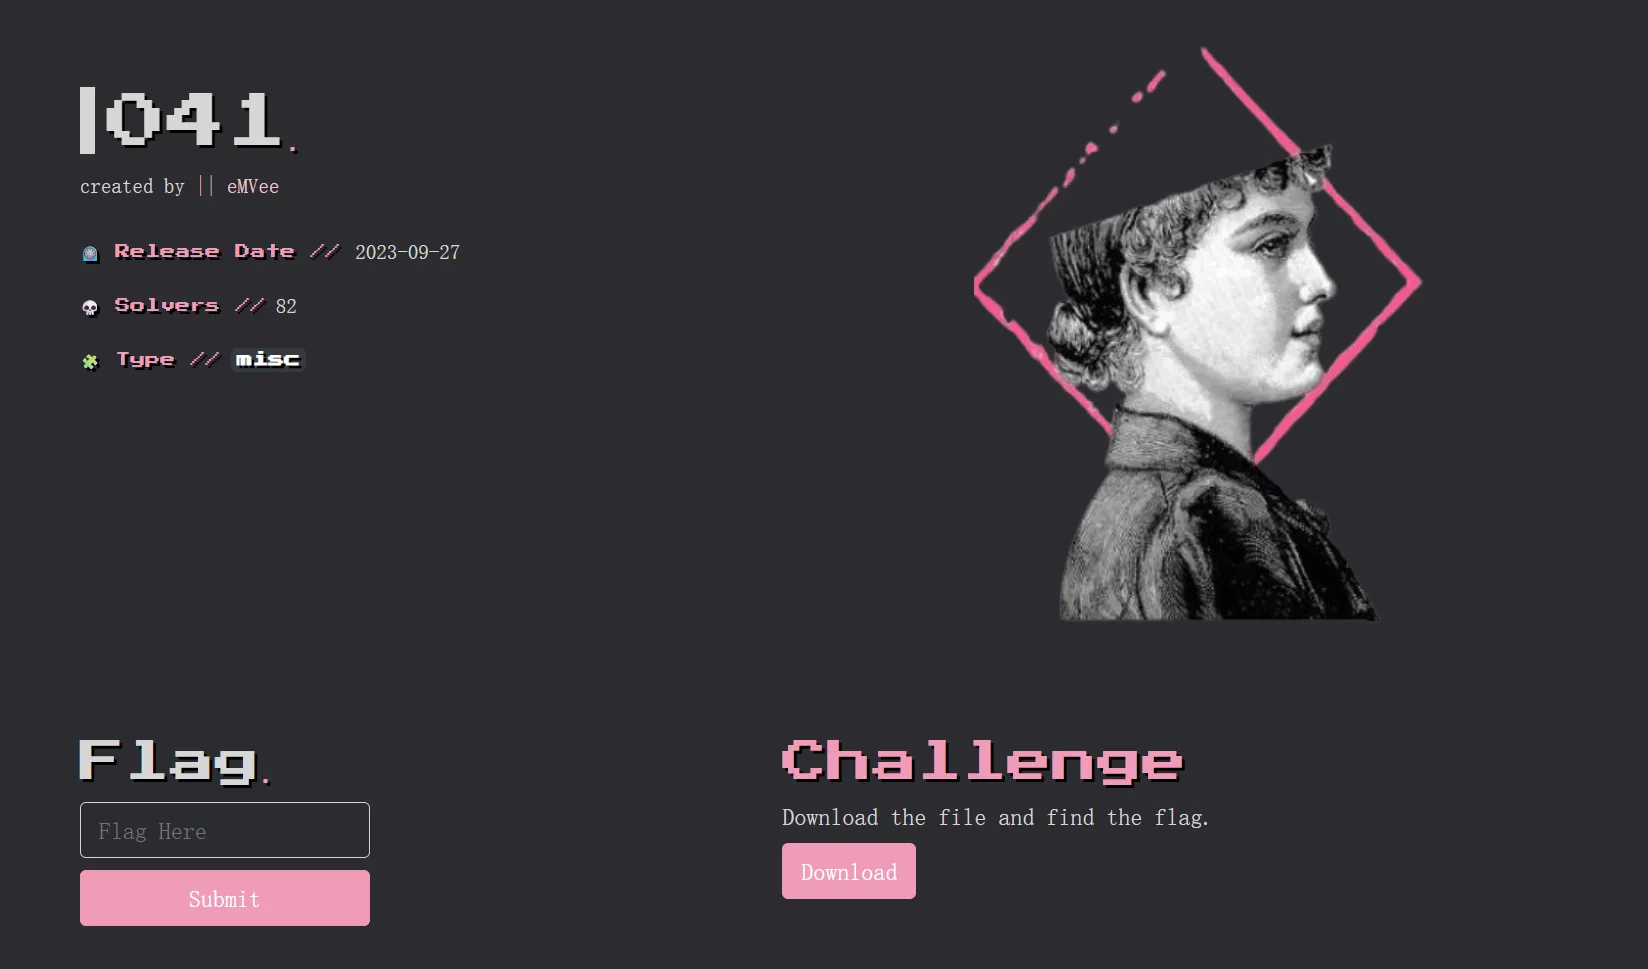 |041.
created by || eMVee
Release Date // 2023-09-27
Solvers // 82
Type // misc
Flag.
Flag Here
Submit
Challenge
Download the file and find the flag.
Download